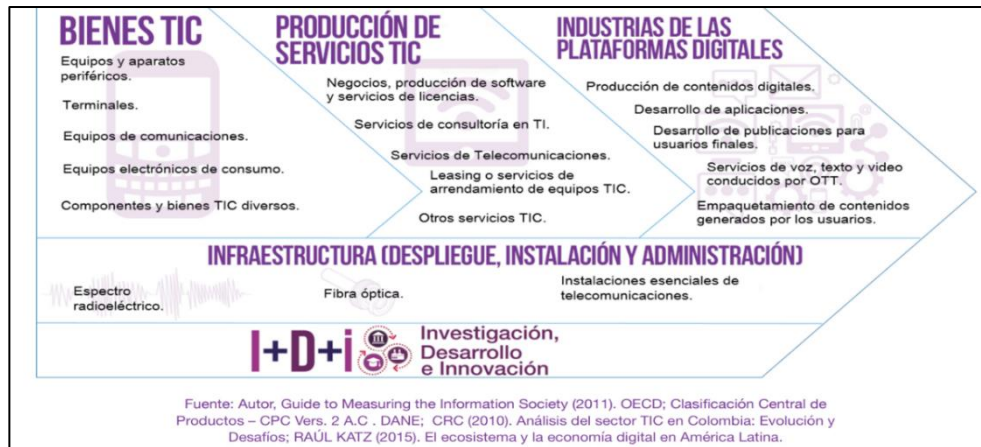 BIENES TIC
Equipos y aparatos
periféricos.
Terminales.
Equipos de comunicaciones.
Equipos electrónicos de consumo.
Componentes y bienes TIC diversos.
PRODUCCIÓN DE
SERVICIOS TIC
Negocios, producción de software
y servicios de licencias.
Servicios de consultoría en TI.
Servicios de Telecomunicaciones.
Leasing o servicios de
arrendamiento de equipos TIC.
Otros servicios TIC.
INDUSTRIAS DE LAS
PLATAFORMAS DIGITALES
Producción de contenidos digitales.
Desarrollo de aplicaciones.
Desarrollo de publicaciones para
usuarios finales.
Servicios de voz, texto y video
conducidos por OTT.
Empaquetamiento de contenidos
generados por los usuarios.
INFRAESTRUCTURA (DESPLIEGUE, INSTALACIÓN Y ADMINISTRACIÓN)
Espectro
radioeléctrico.
Fibra óptica.
Instalaciones esenciales de
telecomunicaciones.
I+D+i
Investigación,
Desarrollo
e Innovación
Fuente: Autor, Guide to Measuring the Information Society (2011). OECD; Clasificación Central de
Productos – CPC Vers. 2 A.C . DANE; CRC (2010). Análisis del sector TIC en Colombia: Evolución y
Desafíos; RAÚL KATZ (2015). El ecosistema y la economía digital en América Latina.